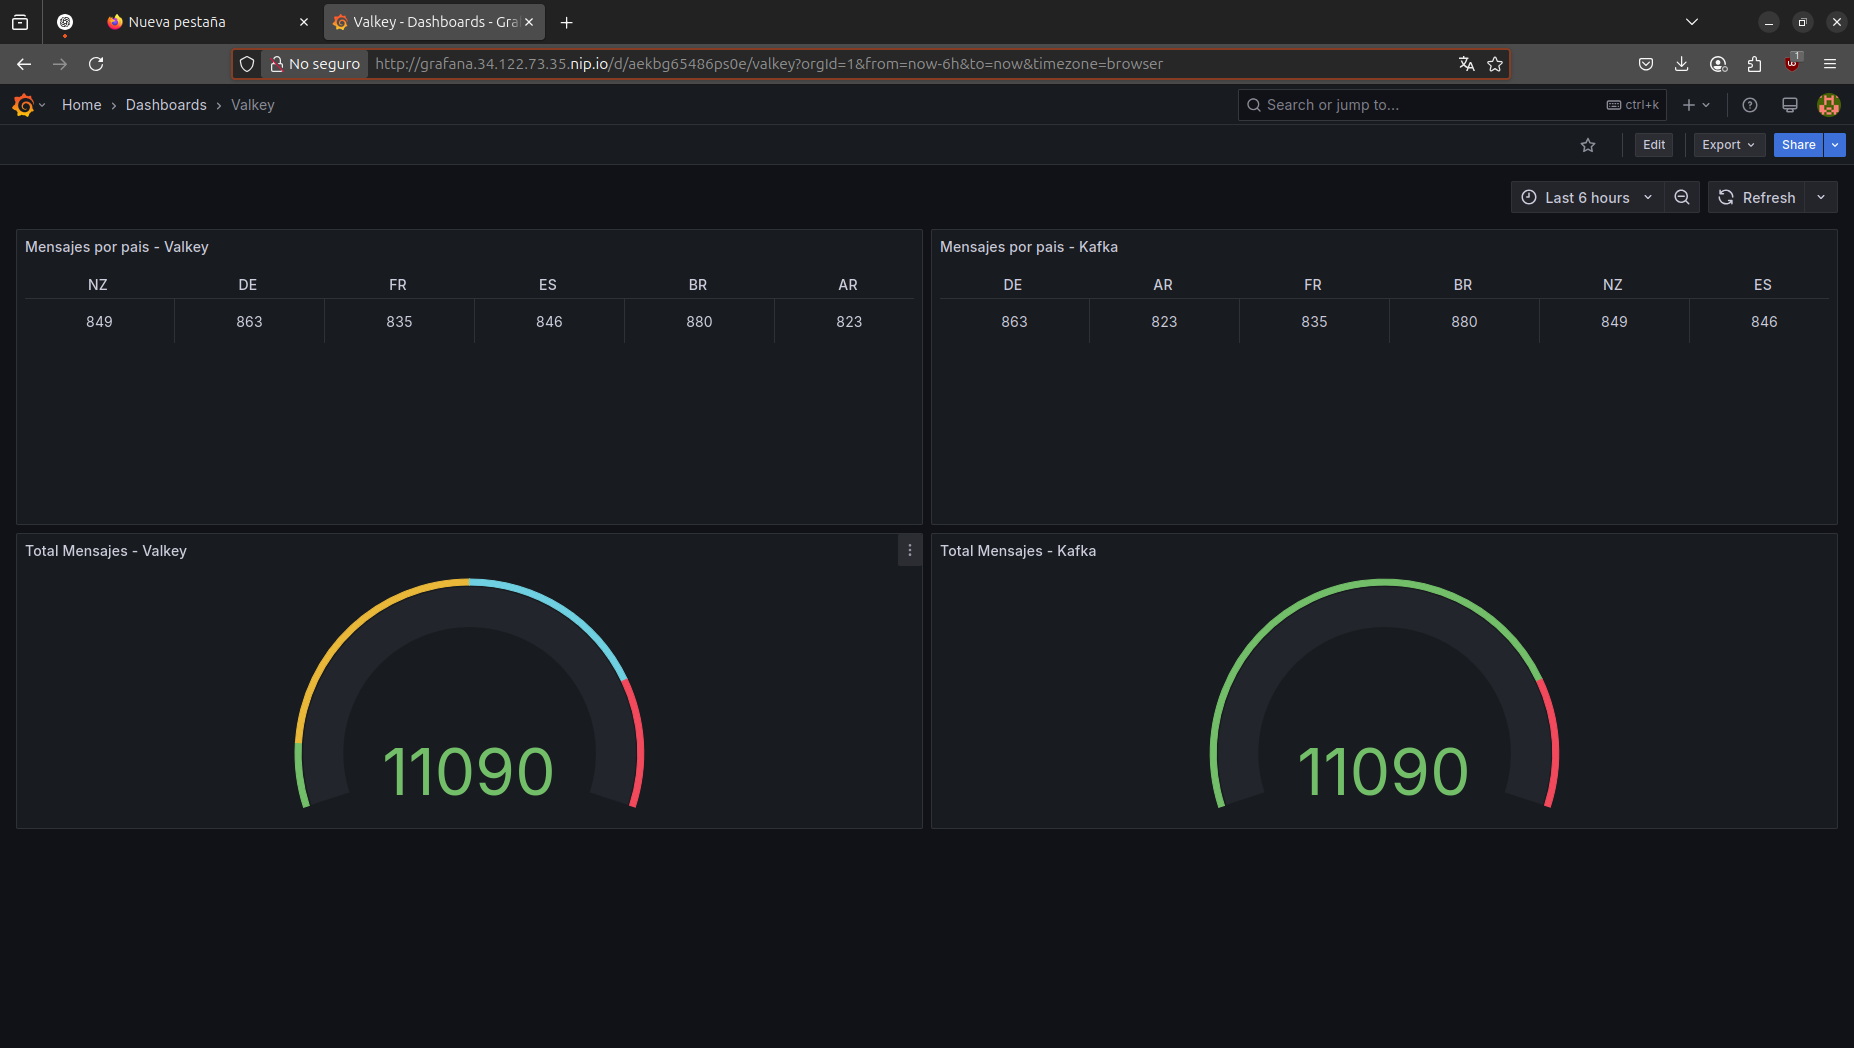 Nueva pestaña
Valkey - Dashboards - Gra
No seguro
http://grafana.34.122.73.35.nip.io/d/aekbg65486ps0e/valkey?orgId=1&from=now-6h&to=now&timezone=browser
1
Home › Dashboards › Valkey
Search or jump to...
ctrl+k
Edit
Export
Share
Last 6 hours
Refresh
Mensajes por pais - Valkey
NZ DE FR ES BR AR
849 863 835 846 880 823
Mensajes por pais - Kafka
DE AR FR BR NZ ES
863 823 835 880 849 846
Total Mensajes - Valkey
11090
Total Mensajes - Kafka
11090